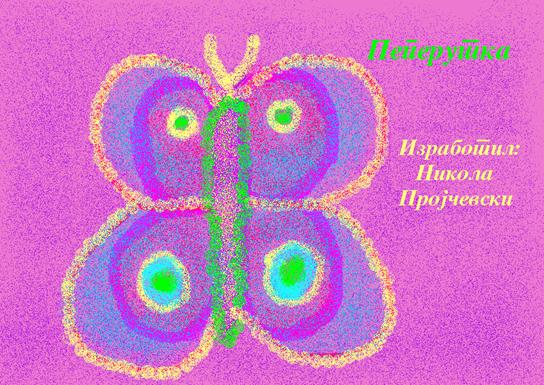 Пеперутка
Изработил:
Никола
Пројчевски